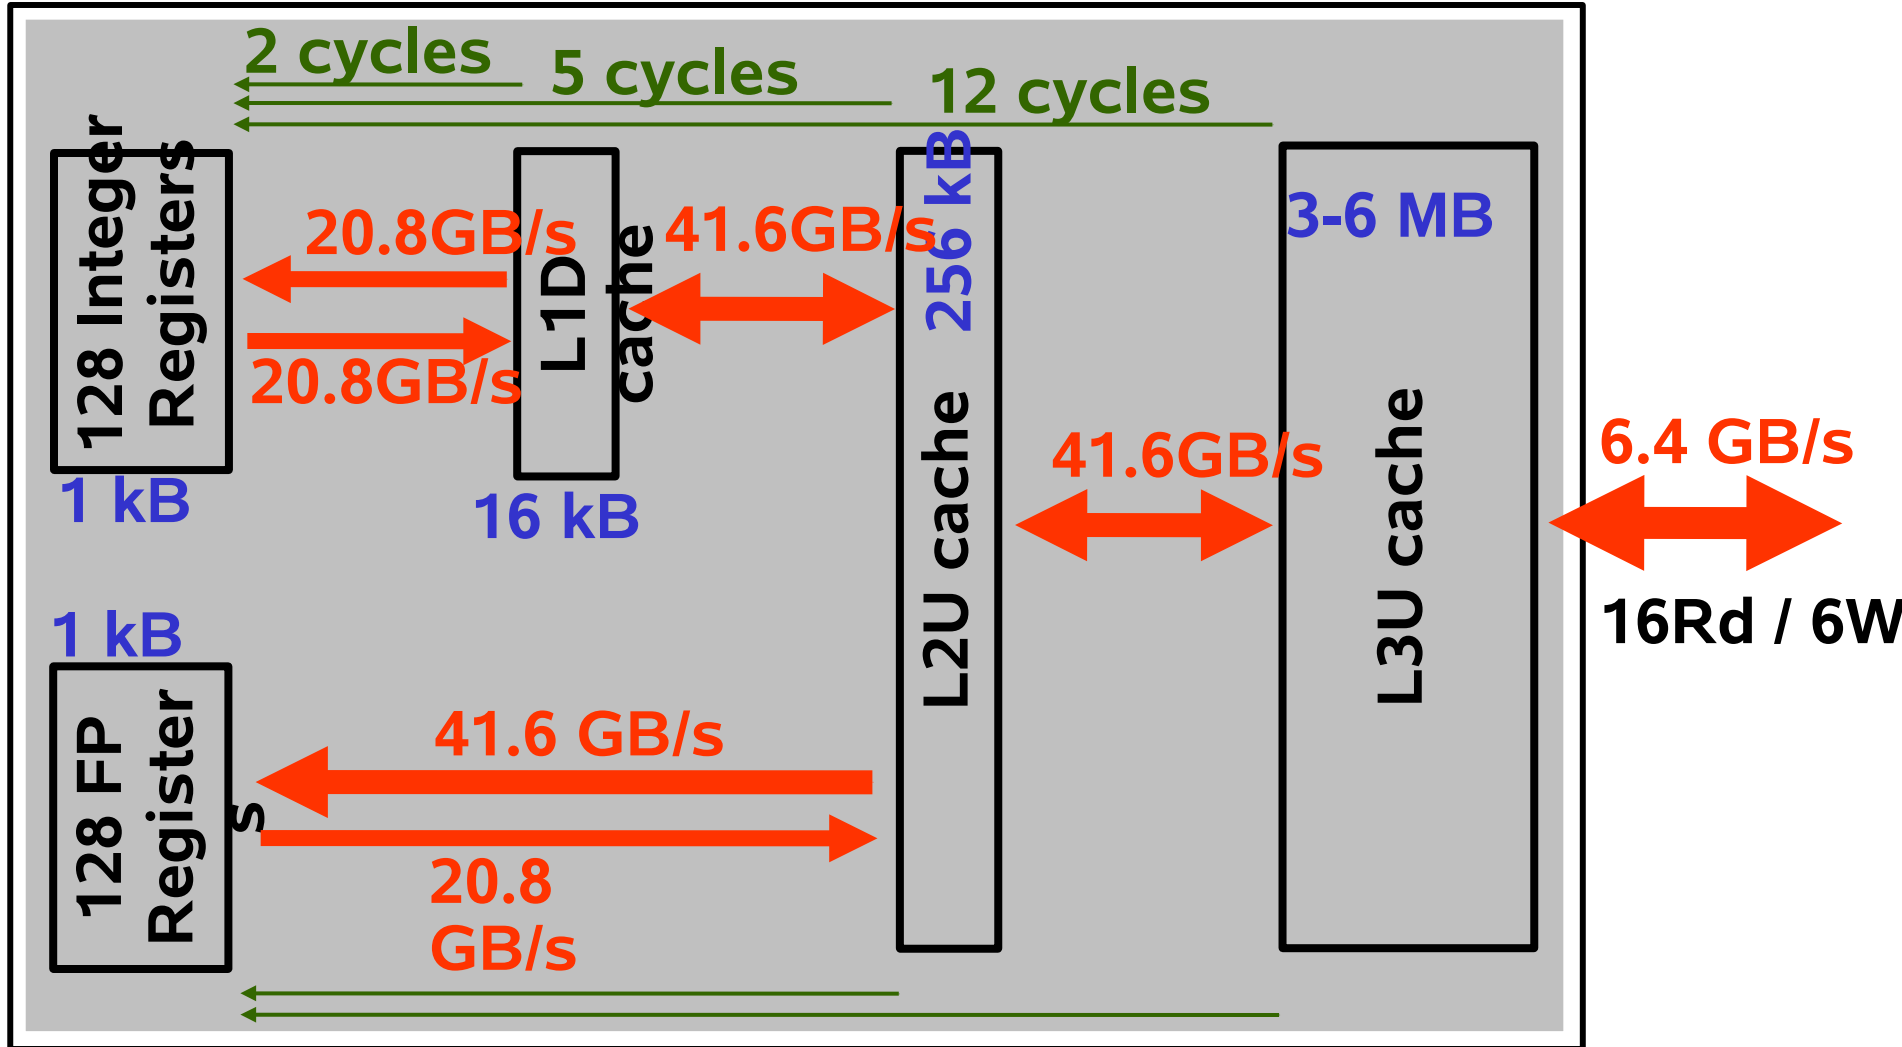 2 cycles
5 cycles
12 cycles
128 Integer
Registers
1 kB
20.8GB/s
20.8GB/s
L1D
cache
16 kB
41.6GB/s
L2U cache 256 kB
41.6GB/s
3-6 MB
L3U cache
6.4 GB/s
16Rd / 6W
1 kB
128 FP
Register
s
41.6 GB/s
20.8
GB/s